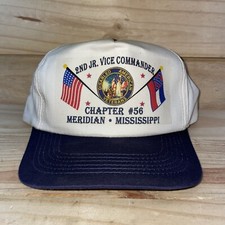 2ND JR. VICE COMMANDER
CHAPTER #56
MERIDIAN • MISSISSIPPI